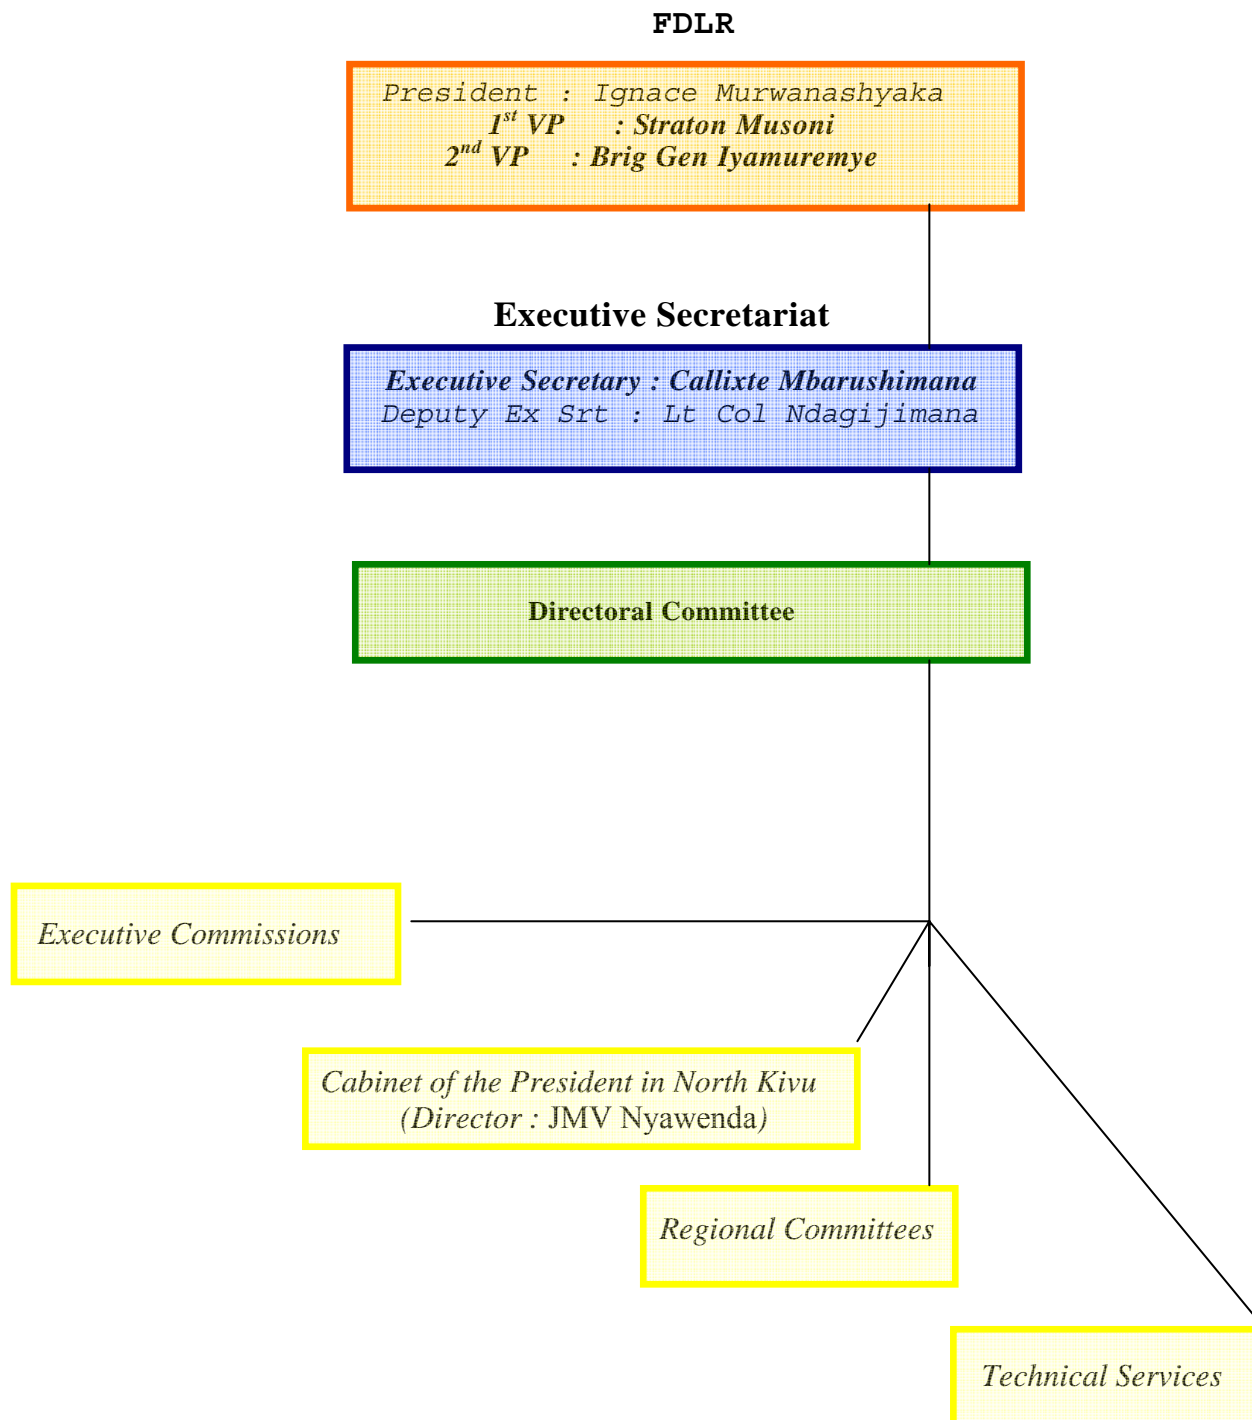 FDLR
President : Ignace Murwanashyaka
1st VP : Straton Musoni
2nd VP : Brig Gen Iyamuremye
Executive Secretariat
Executive Secretary : Callixte Mbarushimana
Deputy Ex Srt : Lt Col Ndagijimana
Directoral Committee
Executive Commissions
Cabinet of the President in North Kivu
(Director : JMV Nyawenda)
Regional Committees
Technical Services